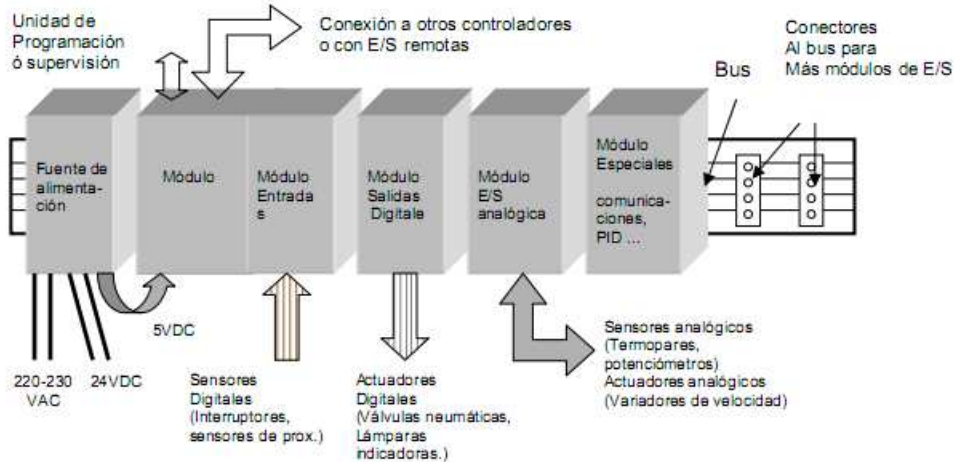 Unidad de
Programación
ó supervisión
Conexión a otros controladores
o con E/S remotas
Conectores
Al bus para
Más módulos de E/S
Bus
Fuente de
alimenta-
ción
Módulo
Módulo
Entrada
s
Módulo
Salidas
Digitale
Módulo
E/S
analógica
Módulo
Especiales
comunica-
ciones,
PID ...
5VDC
220-230
VAC
24VDC
Sensores
Digitales
(Interruptores,
sensores de prox.)
Actuadores
Digitales
(Válvulas neumáticas,
Lámparas
indicadoras.)
Sensores analógicos
(Termopares,
potenciómetros)
Actuadores analógicos
(Variadores de velocidad)